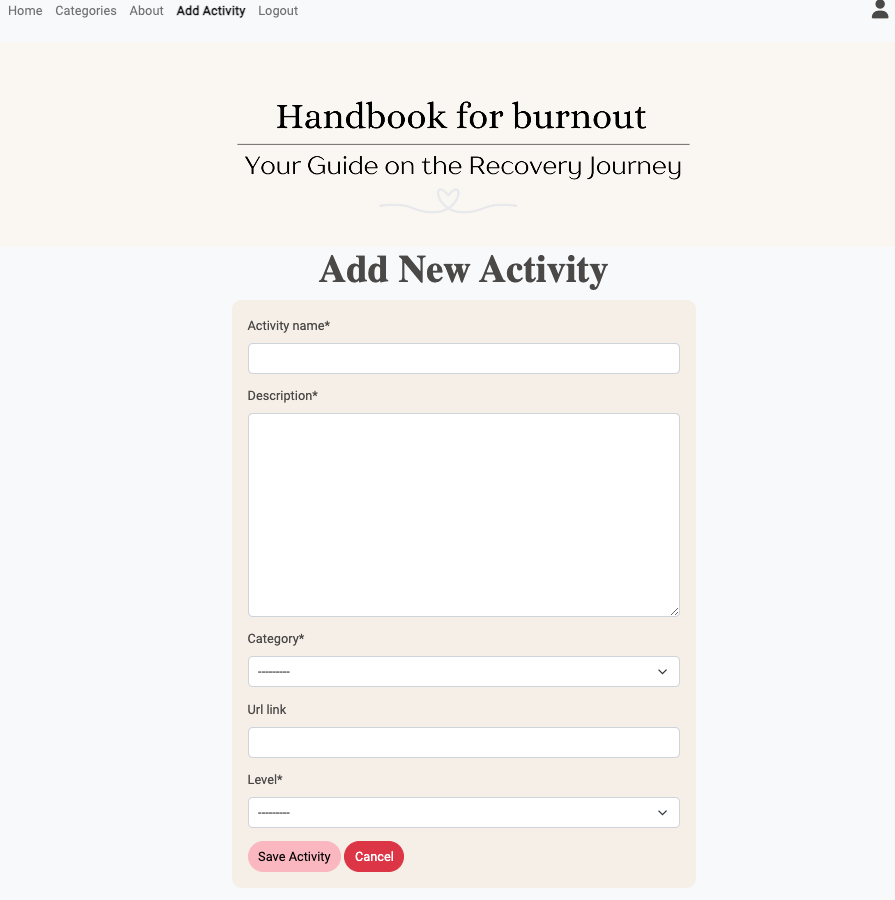 Home Categories About Add Activity Logout
Handbook for burnout
Your Guide on the Recovery Journey
Add New Activity
Activity name*
Description*
Category*
---------
Url link
Level*
---------
Save Activity Cancel